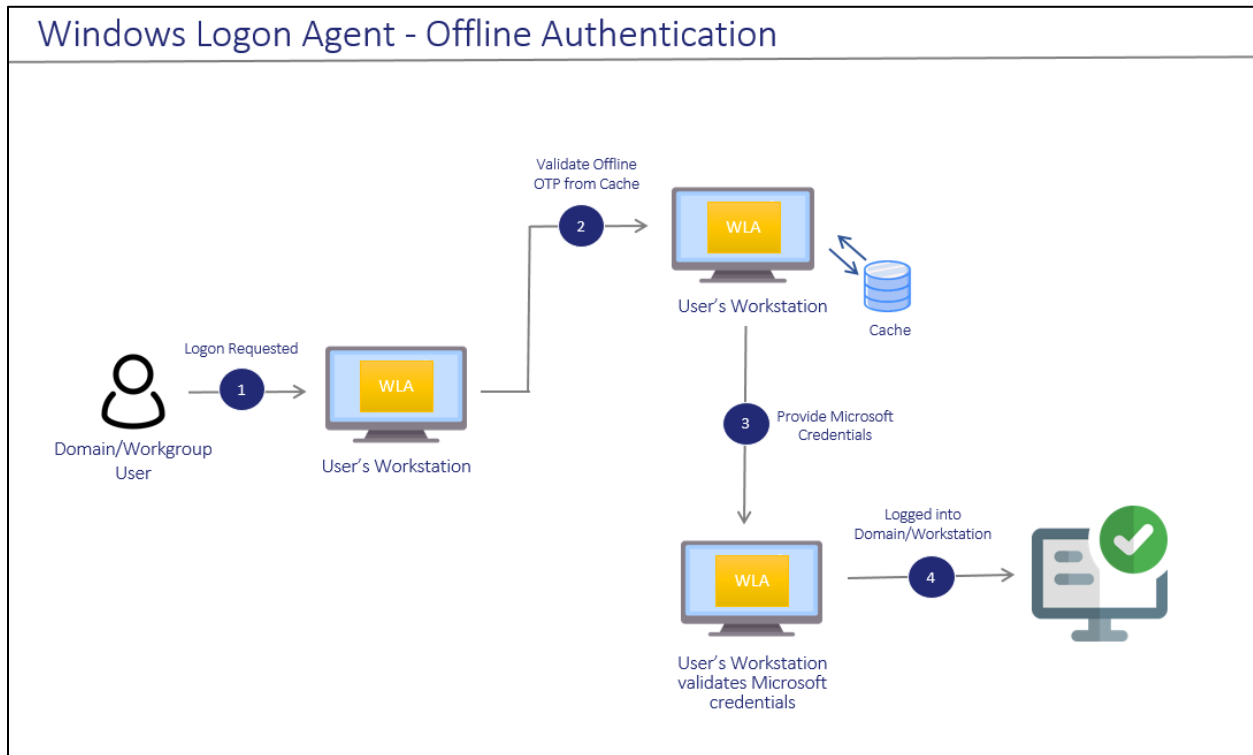 Windows Logon Agent - Offline Authentication
Validate Offline
OTP from Cache
2
WLA
User's Workstation
Cache
Logon Requested
1
WLA
Domain/Workgroup
User
User's Workstation
3
Provide Microsoft
Credentials
Logged into
Domain/Workstation
4
WLA
User's Workstation
validates Microsoft
credentials